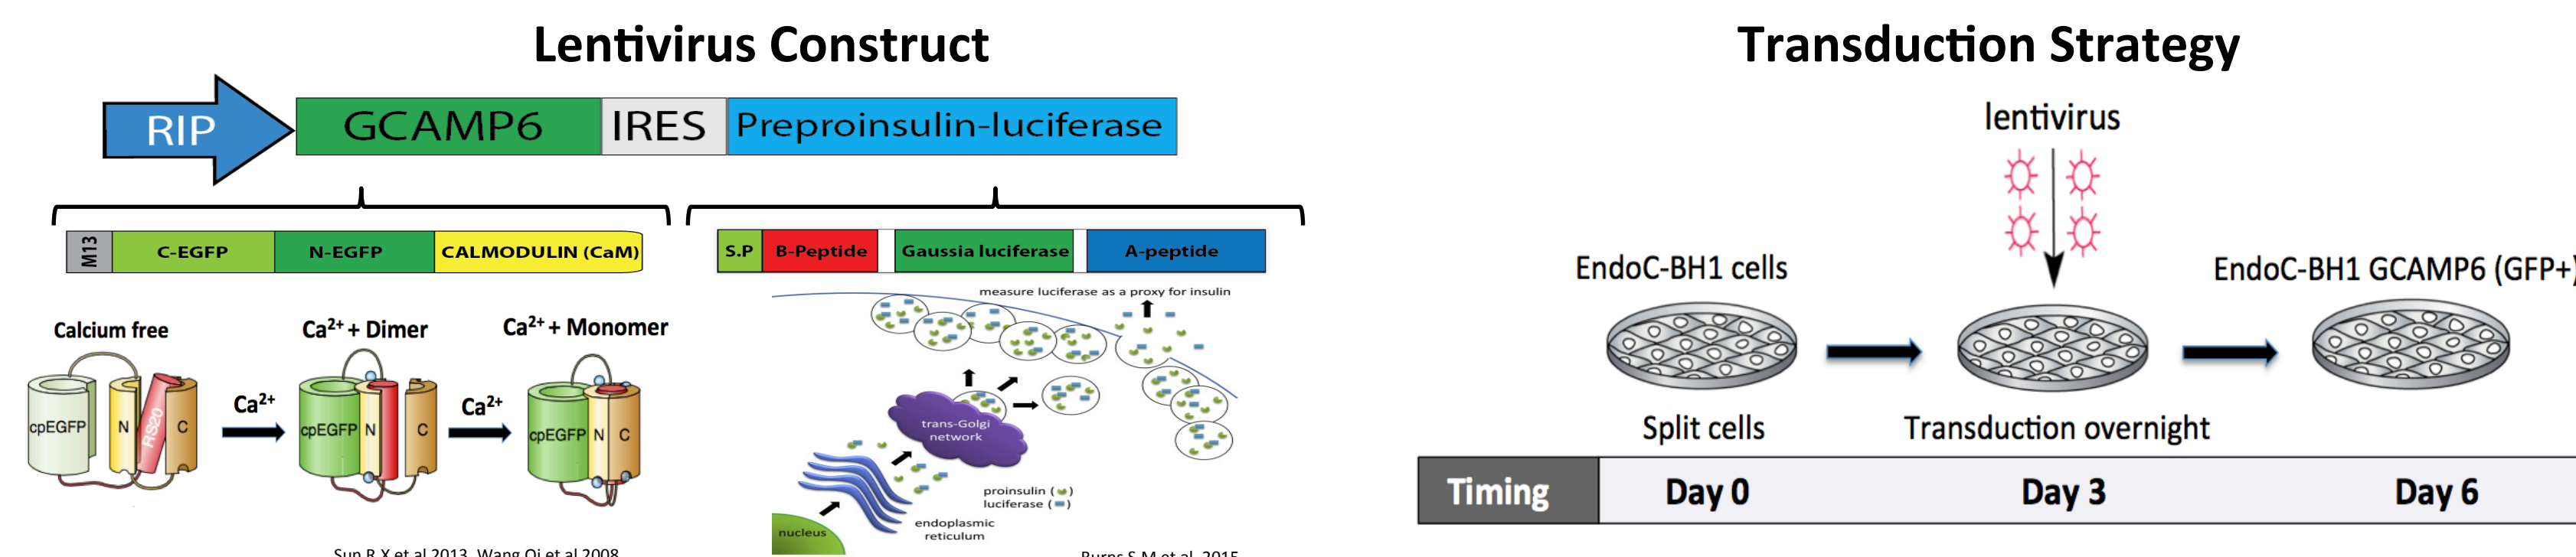 Lentivirus Construct
RIP
GCAMP6
IRES
Preproinsulin-luciferase
M13
C-EGFP
N-EGFP
CALMODULIN (CaM)
S.P
B-Peptide
Gaussia luciferase
A-peptide
Calcium free
Ca2+ + Dimer
Ca2+ + Monomer
cpEGFP
N
RS20
C
Ca2+
cpEGFP
N
C
Ca2+
cpEGFP
N
C
measure luciferase as a proxy for insulin
trans-Golgi
network
proinsulin ( )
luciferase ( )
endoplasmic
reticulum
nucleus
Sun R X et al 2013, Wang Qi et al 2008
Burns S M et al, 2015
Transduction Strategy
lentivirus
EndoC-BH1 cells
EndoC-BH1 GCAMP6 (GFP+)
Split cells
Transduction overnight
Timing
Day 0
Day 3
Day 6